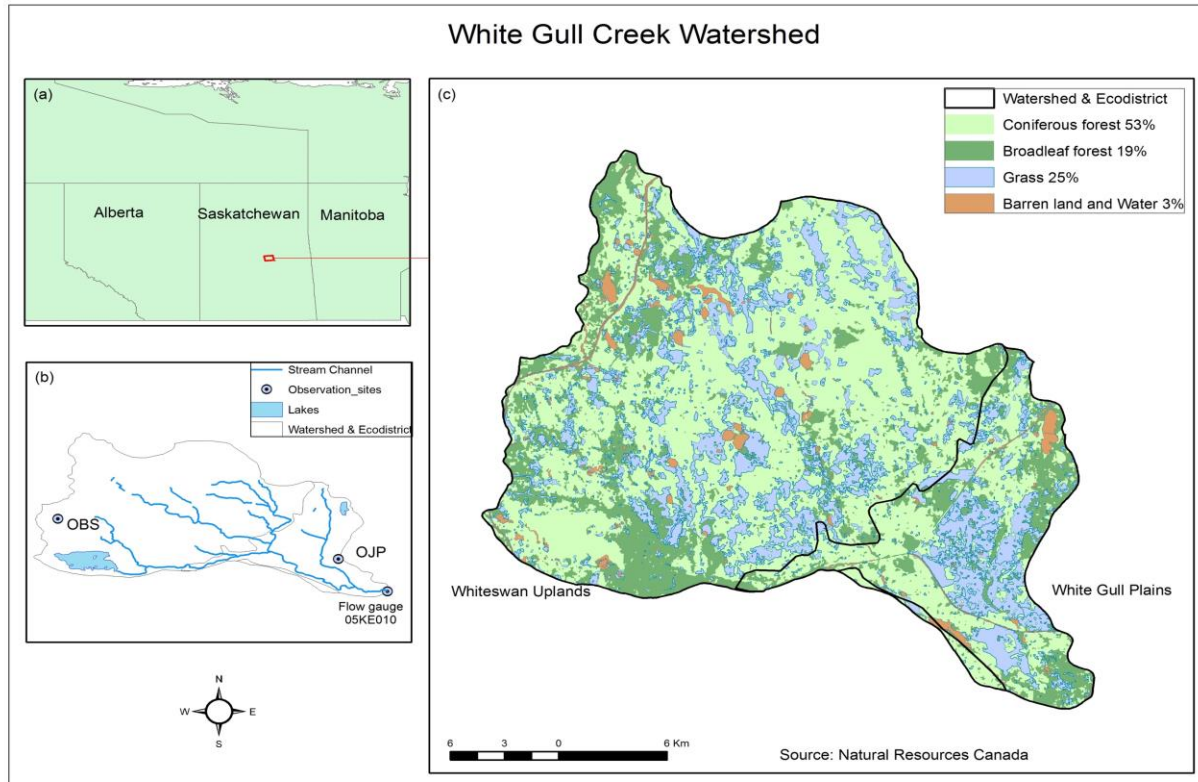 White Gull Creek Watershed
(a)
Alberta
Saskatchewan
Manitoba
(b)
Stream Channel
Observation_sites
Lakes
Watershed & Ecodistrict
OBS
OJP
Flow gauge
05KE010
N
W
E
S
(c)
Watershed & Ecodistrict
Coniferous forest 53%
Broadleaf forest 19%
Grass 25%
Barren land and Water 3%
Whiteswan Uplands
White Gull Plains
6
3
0
6 Km
Source: Natural Resources Canada